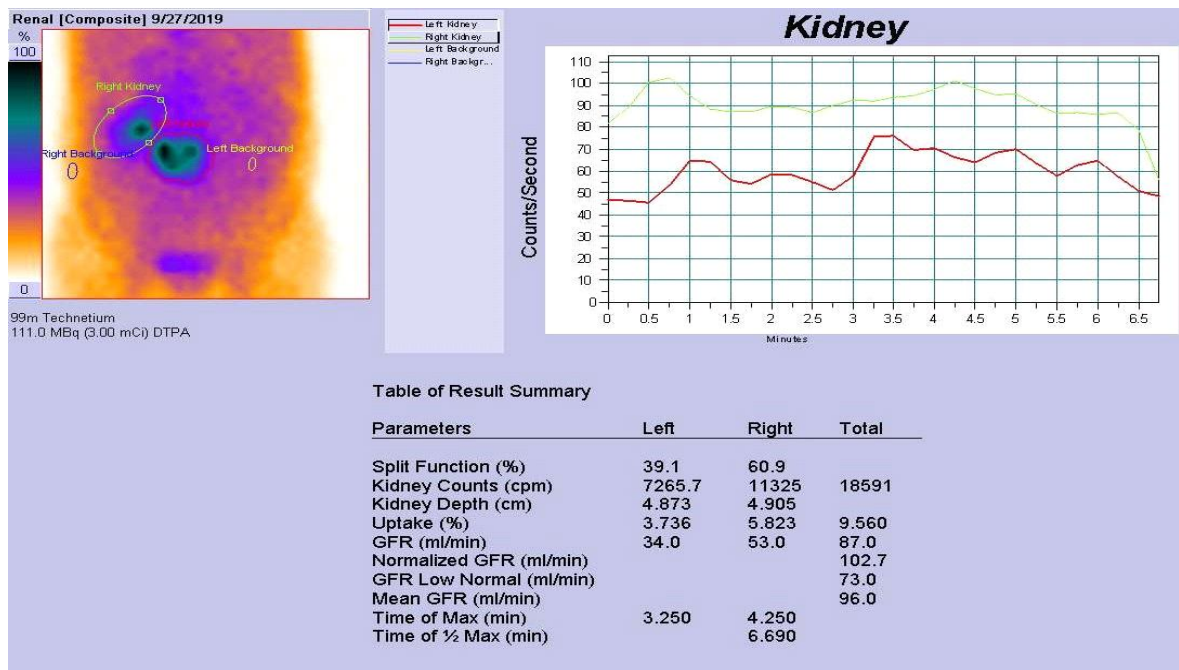 Renal [Composite] 9/27/2019
%
100
0
Right Kidney
Right Background
Left Background
99m Technetium
111.0 MBq (3.00 mCi) DTPA
Left Kidney
Right Kidney
Left Background
Right Backgr...
Kidney
Counts/Second
110
100
90
80
70
60
50
40
30
20
10
0
0 0.5 1 1.5 2 2.5 3 3.5 4 4.5 5 5.5 6 6.5
Minutes
Table of Result Summary
Parameters Left Right Total
Split Function (%) 39.1 60.9
Kidney Counts (cpm) 7265.7 11325 18591
Kidney Depth (cm) 4.873 4.905
Uptake (%) 3.736 5.823 9.560
GFR (ml/min) 34.0 53.0 87.0
Normalized GFR (ml/min) 102.7
GFR Low Normal (ml/min) 73.0
Mean GFR (ml/min) 96.0
Time of Max (min) 3.250 4.250
Time of ½ Max (min) 6.690